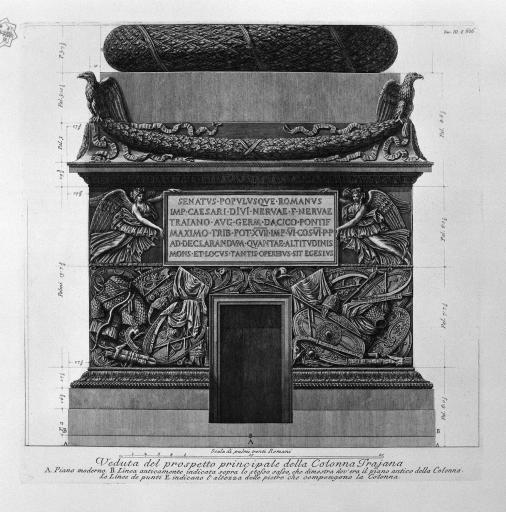 SENATVS·POPVLVSQVE·ROMANVS
IMP·CAESARI·DIVI·NERVAE·F·NERVAE
TRAIANO·AVG·GERM·DACICO·PONTIF
MAXIMO·TRIB·POT·XVII·IMP·VI·COS·VI·P·P
AD·DECLARANDVM·QVANTAE·ALTITVDINIS
MONS·ET·LOCVS·TANTIS·OPERIBVS·SIT·EGESTVS
B
A
B
A
B
A
Scala di palmi Romani
Veduta del prospetto principale della Colonna Trajana
A. Piano moderno. B. Linea anticamente indicata sopra lo stesso sasso, che dimostra dov'era il piano antico della Colonna.
Le Linee de punti E. indicano l'altezza delle pietre che compongono la Colonna.